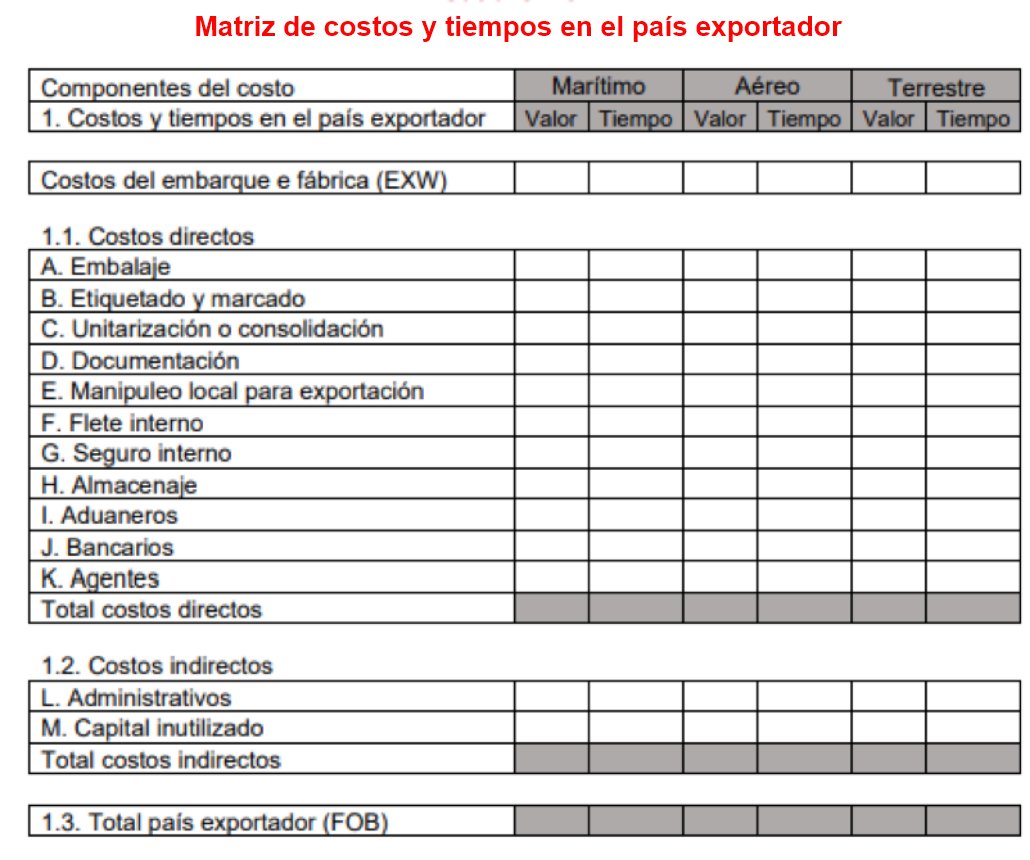 Matriz de costos y tiempos en el país exportador
Componentes del costo Marítimo Aéreo Terrestre
1. Costos y tiempos en el país exportador Valor Tiempo Valor Tiempo Valor Tiempo
Costos del embarque e fábrica (EXW)
1.1. Costos directos
A. Embalaje
B. Etiquetado y marcado
C. Unitarización o consolidación
D. Documentación
E. Manipuleo local para exportación
F. Flete interno
G. Seguro interno
H. Almacenaje
I. Aduaneros
J. Bancarios
K. Agentes
Total costos directos
1.2. Costos indirectos
L. Administrativos
M. Capital inutilizado
Total costos indirectos
1.3. Total país exportador (FOB)